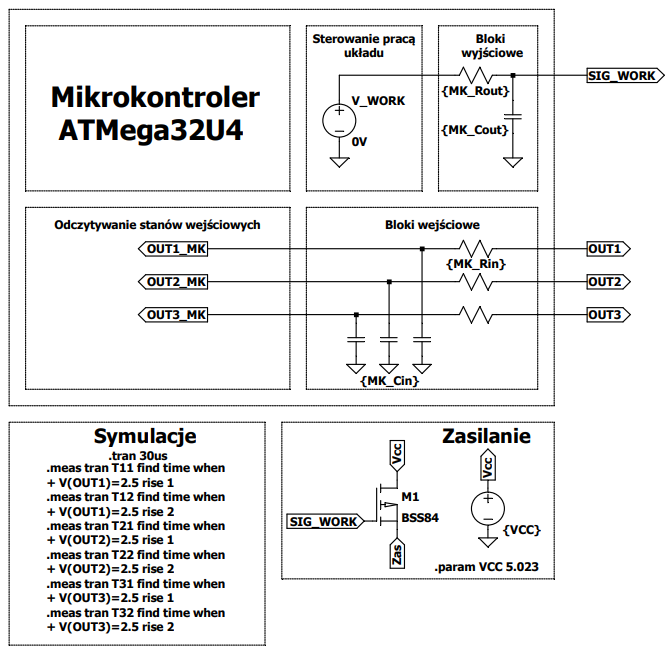 Mikrokontroler
ATMega32U4
Sterowanie pracą
układu
V_WORK
+
−
0V
Bloki
wyjściowe
{MK_Rout}
{MK_Cout}
SIG_WORK
Odczytywanie stanów wejściowych
OUT1_MK
OUT2_MK
OUT3_MK
Bloki wejściowe
{MK_Rin}
{MK_Cin}
OUT1
OUT2
OUT3
Symulacje
.tran 30us
.meas tran T11 find time when
+ V(OUT1)=2.5 rise 1
.meas tran T12 find time when
+ V(OUT1)=2.5 rise 2
.meas tran T21 find time when
+ V(OUT2)=2.5 rise 1
.meas tran T22 find time when
+ V(OUT2)=2.5 rise 2
.meas tran T31 find time when
+ V(OUT3)=2.5 rise 1
.meas tran T32 find time when
+ V(OUT3)=2.5 rise 2
Zasilanie
Vcc
M1
BSS84
SIG_WORK
Zas
Vcc
+
−
{VCC}
.param VCC 5.023